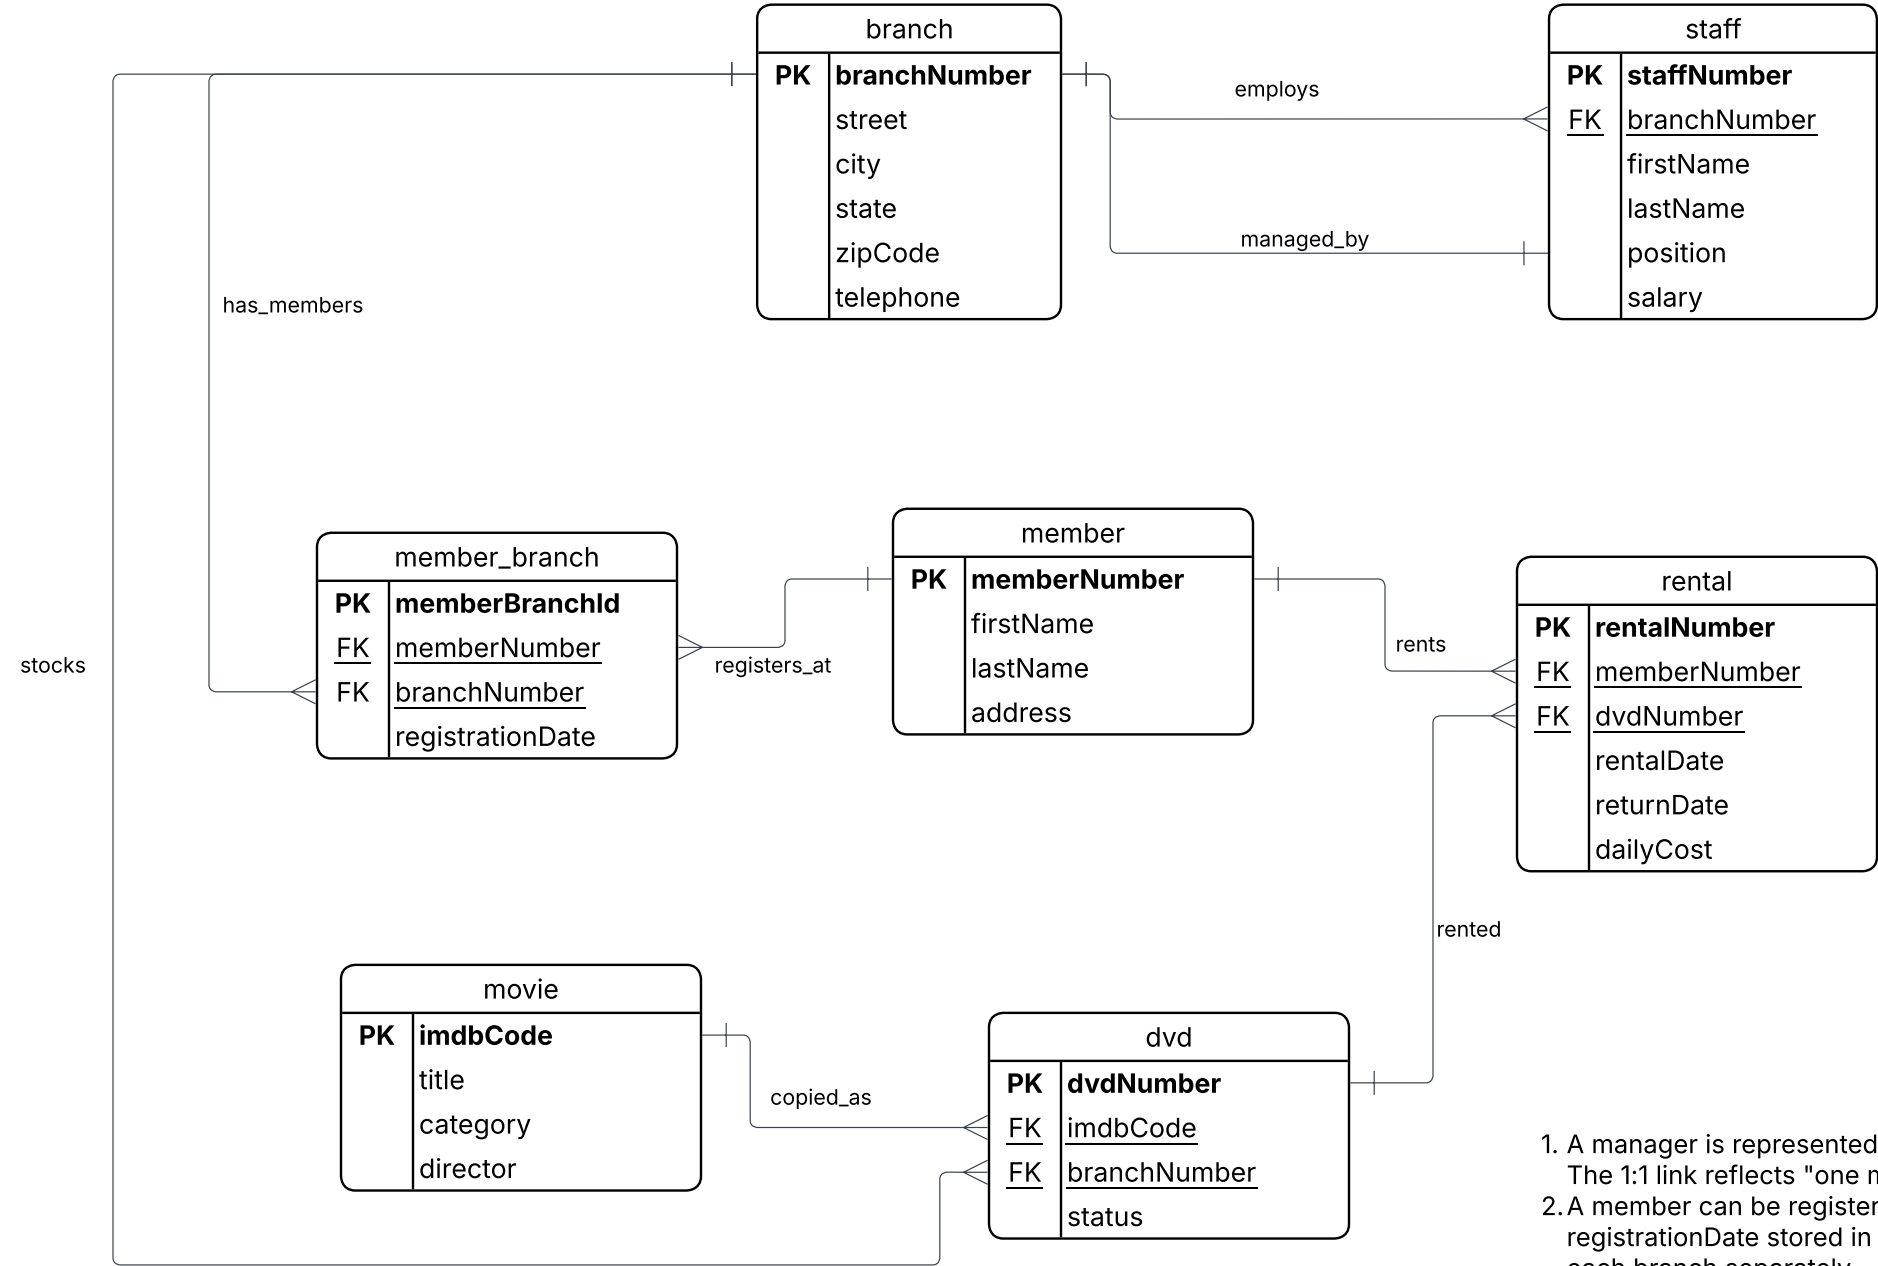 branch
PK branchNumber
street
city
state
zipCode
telephone
staff
PK staffNumber
FK branchNumber
firstName
lastName
position
salary
employs
managed_by
has_members
stocks
member_branch
PK memberBranchId
FK memberNumber
FK branchNumber
registrationDate
registers_at
member
PK memberNumber
firstName
lastName
address
rents
rental
PK rentalNumber
FK memberNumber
FK dvdNumber
rentalDate
returnDate
dailyCost
rented
movie
PK imdbCode
title
category
director
copied_as
dvd
PK dvdNumber
FK imdbCode
FK branchNumber
status
1. A manager is represented
The 1:1 link reflects "one
2. A member can be
registrationDate stored in
each branch separately